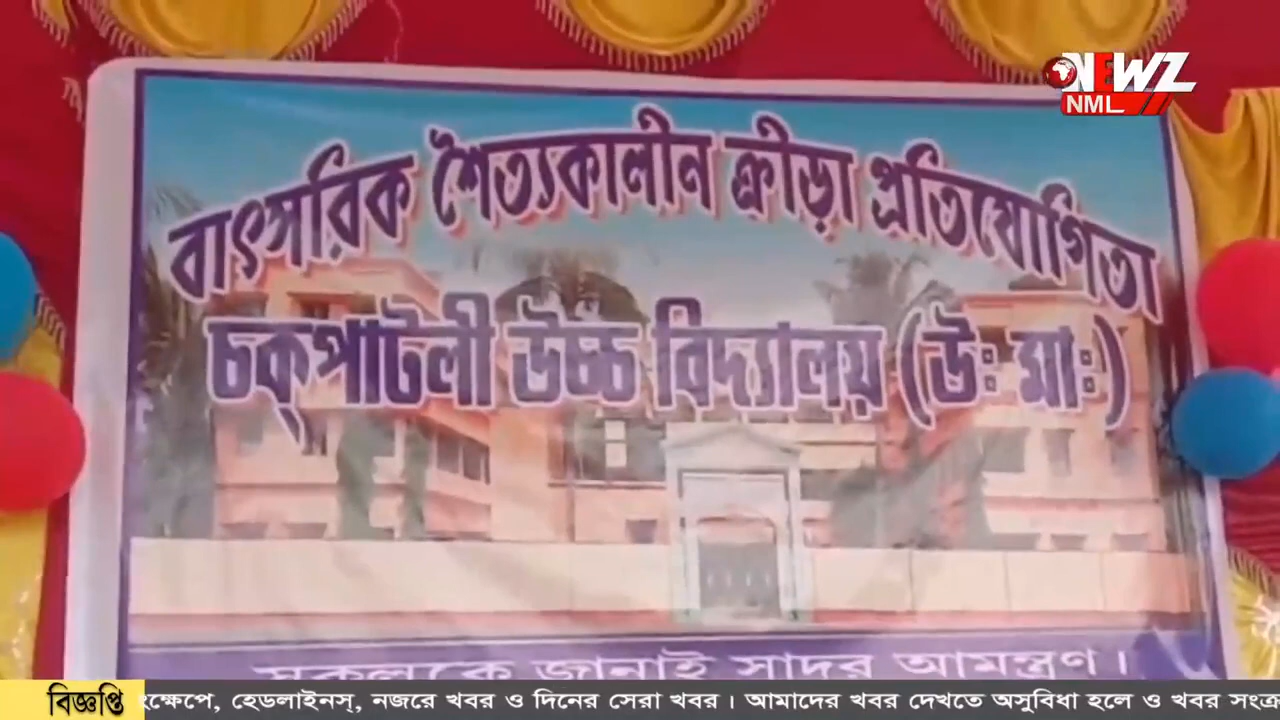 NEWZ
NML
বাৎসরিক শৈত্যকালীন ক্রীড়া প্রতিযোগিতা
চক্পাটলী উচ্চ বিদ্যালয় (উঃ মাঃ)
সকলকে জানাই সাদর আমন্ত্রণ।
বিজ্ঞপ্তি
ক্ষেপে, হেডলাইনস্, নজরে খবর ও দিনের সেরা খবর। আমাদের খবর দেখতে অসুবিধা হলে ও খবর সংক্র